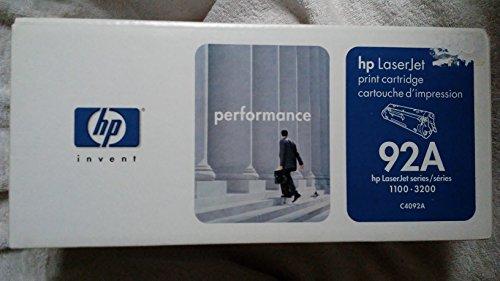 hp
invent
performance
hp LaserJet
print cartridge
cartouche d'impression
92A
hp LaserJet series/séries
1100 · 3200
C4092A